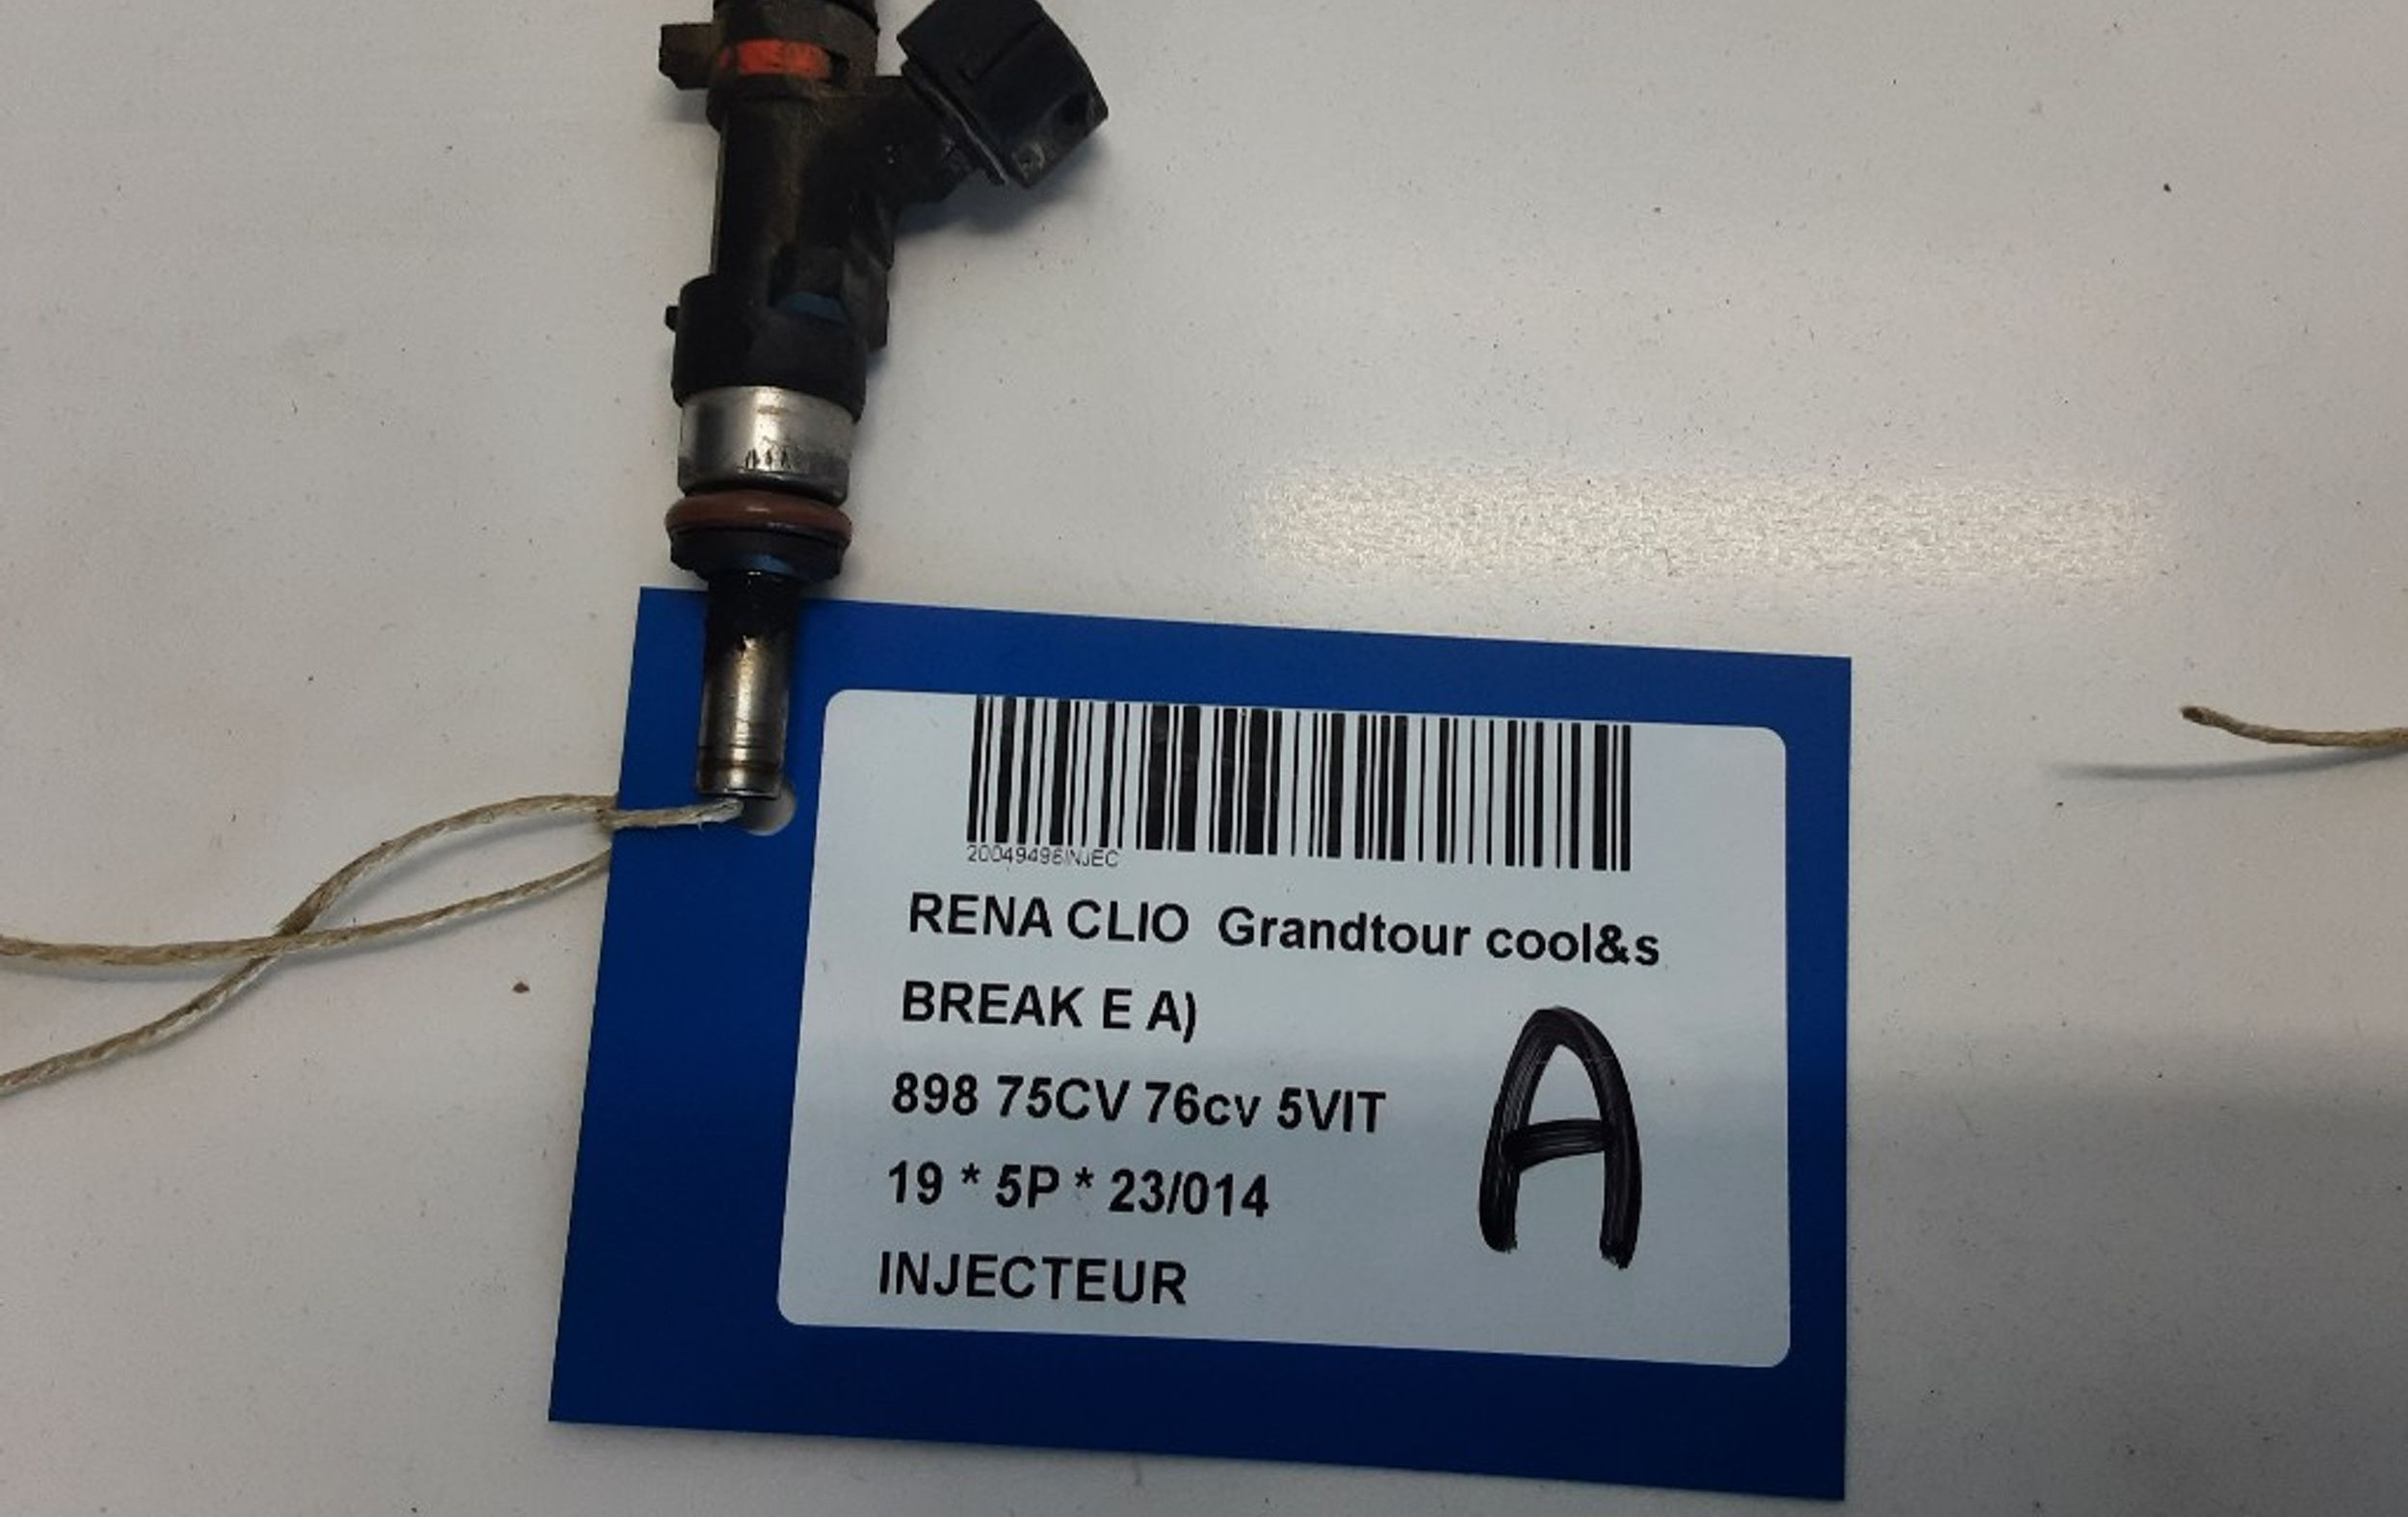 20049496INJEC
RENA CLIO Grandtour cool&s
BREAK E A)
898 75CV 76cv 5VIT
19 * 5P * 23/014
INJECTEUR
A